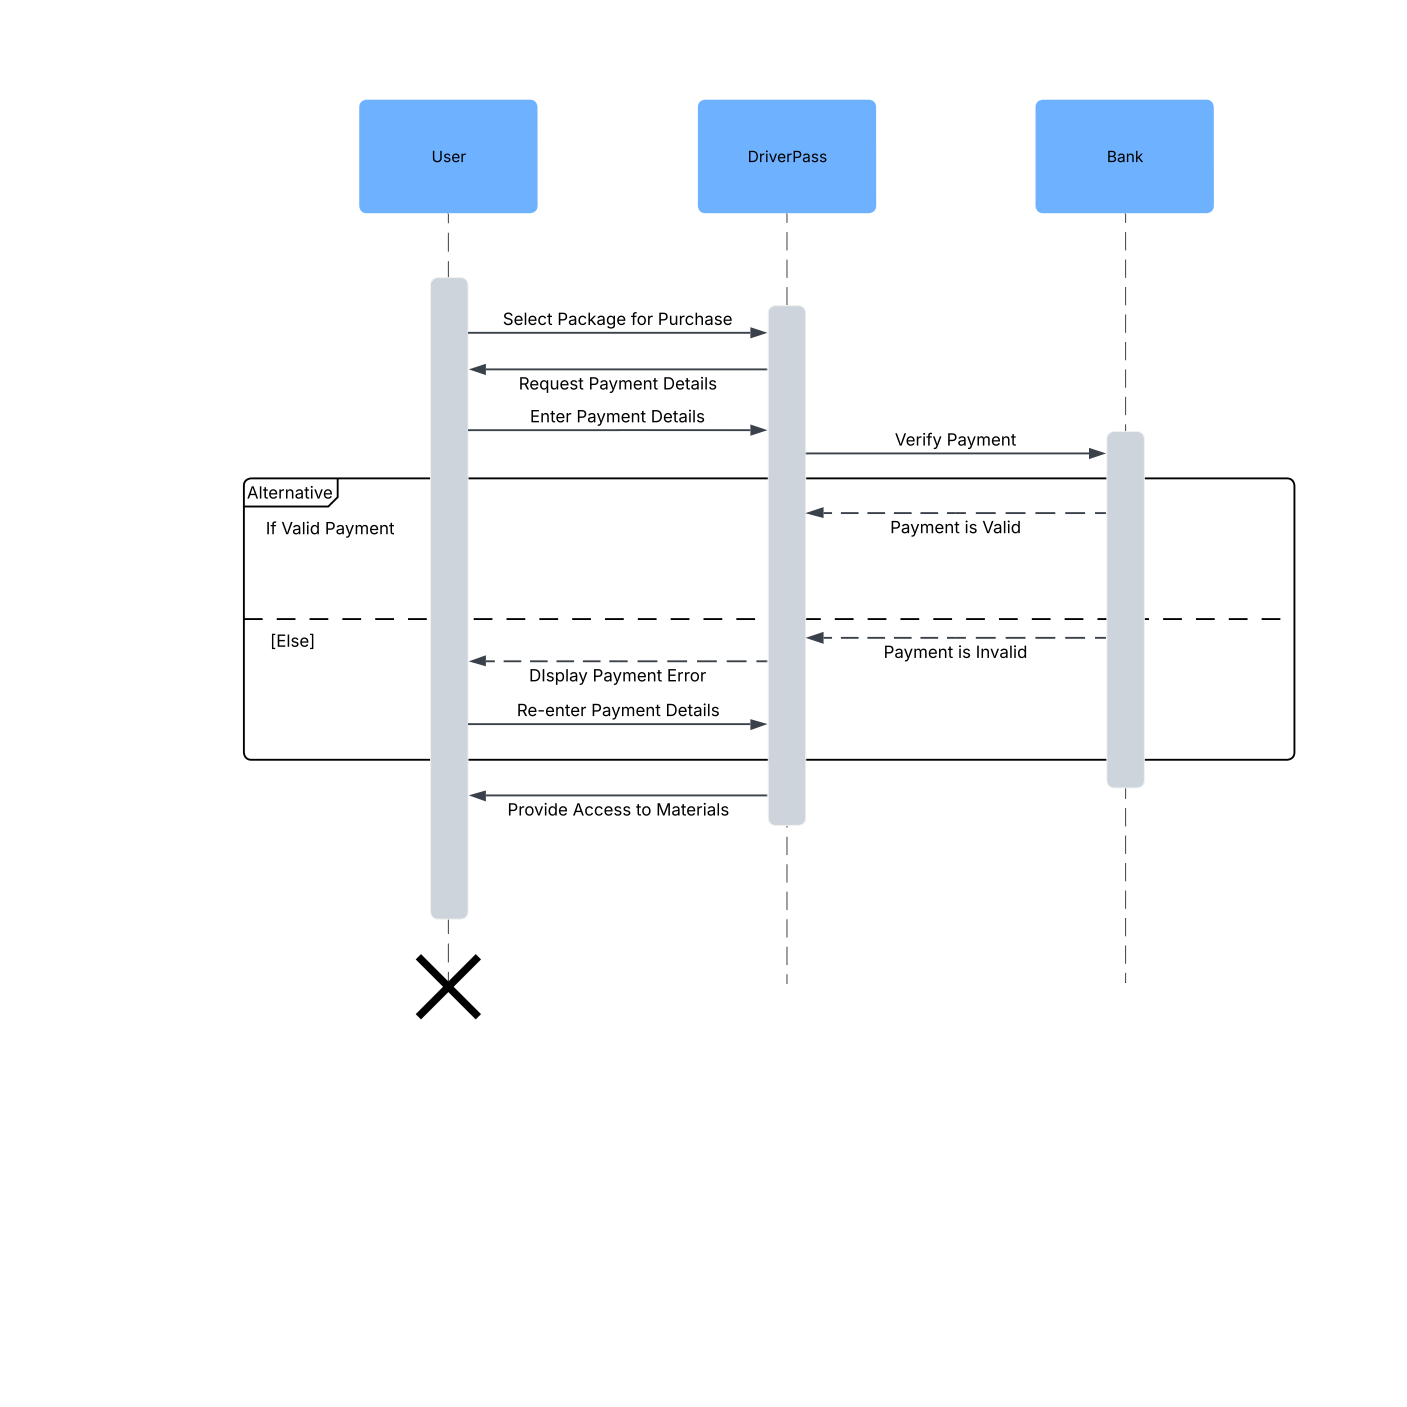 User
DriverPass
Bank
Select Package for Purchase
Request Payment Details
Enter Payment Details
Verify Payment
Alternative
If Valid Payment
Payment is Valid
[Else]
Payment is Invalid
DIsplay Payment Error
Re-enter Payment Details
Provide Access to Materials